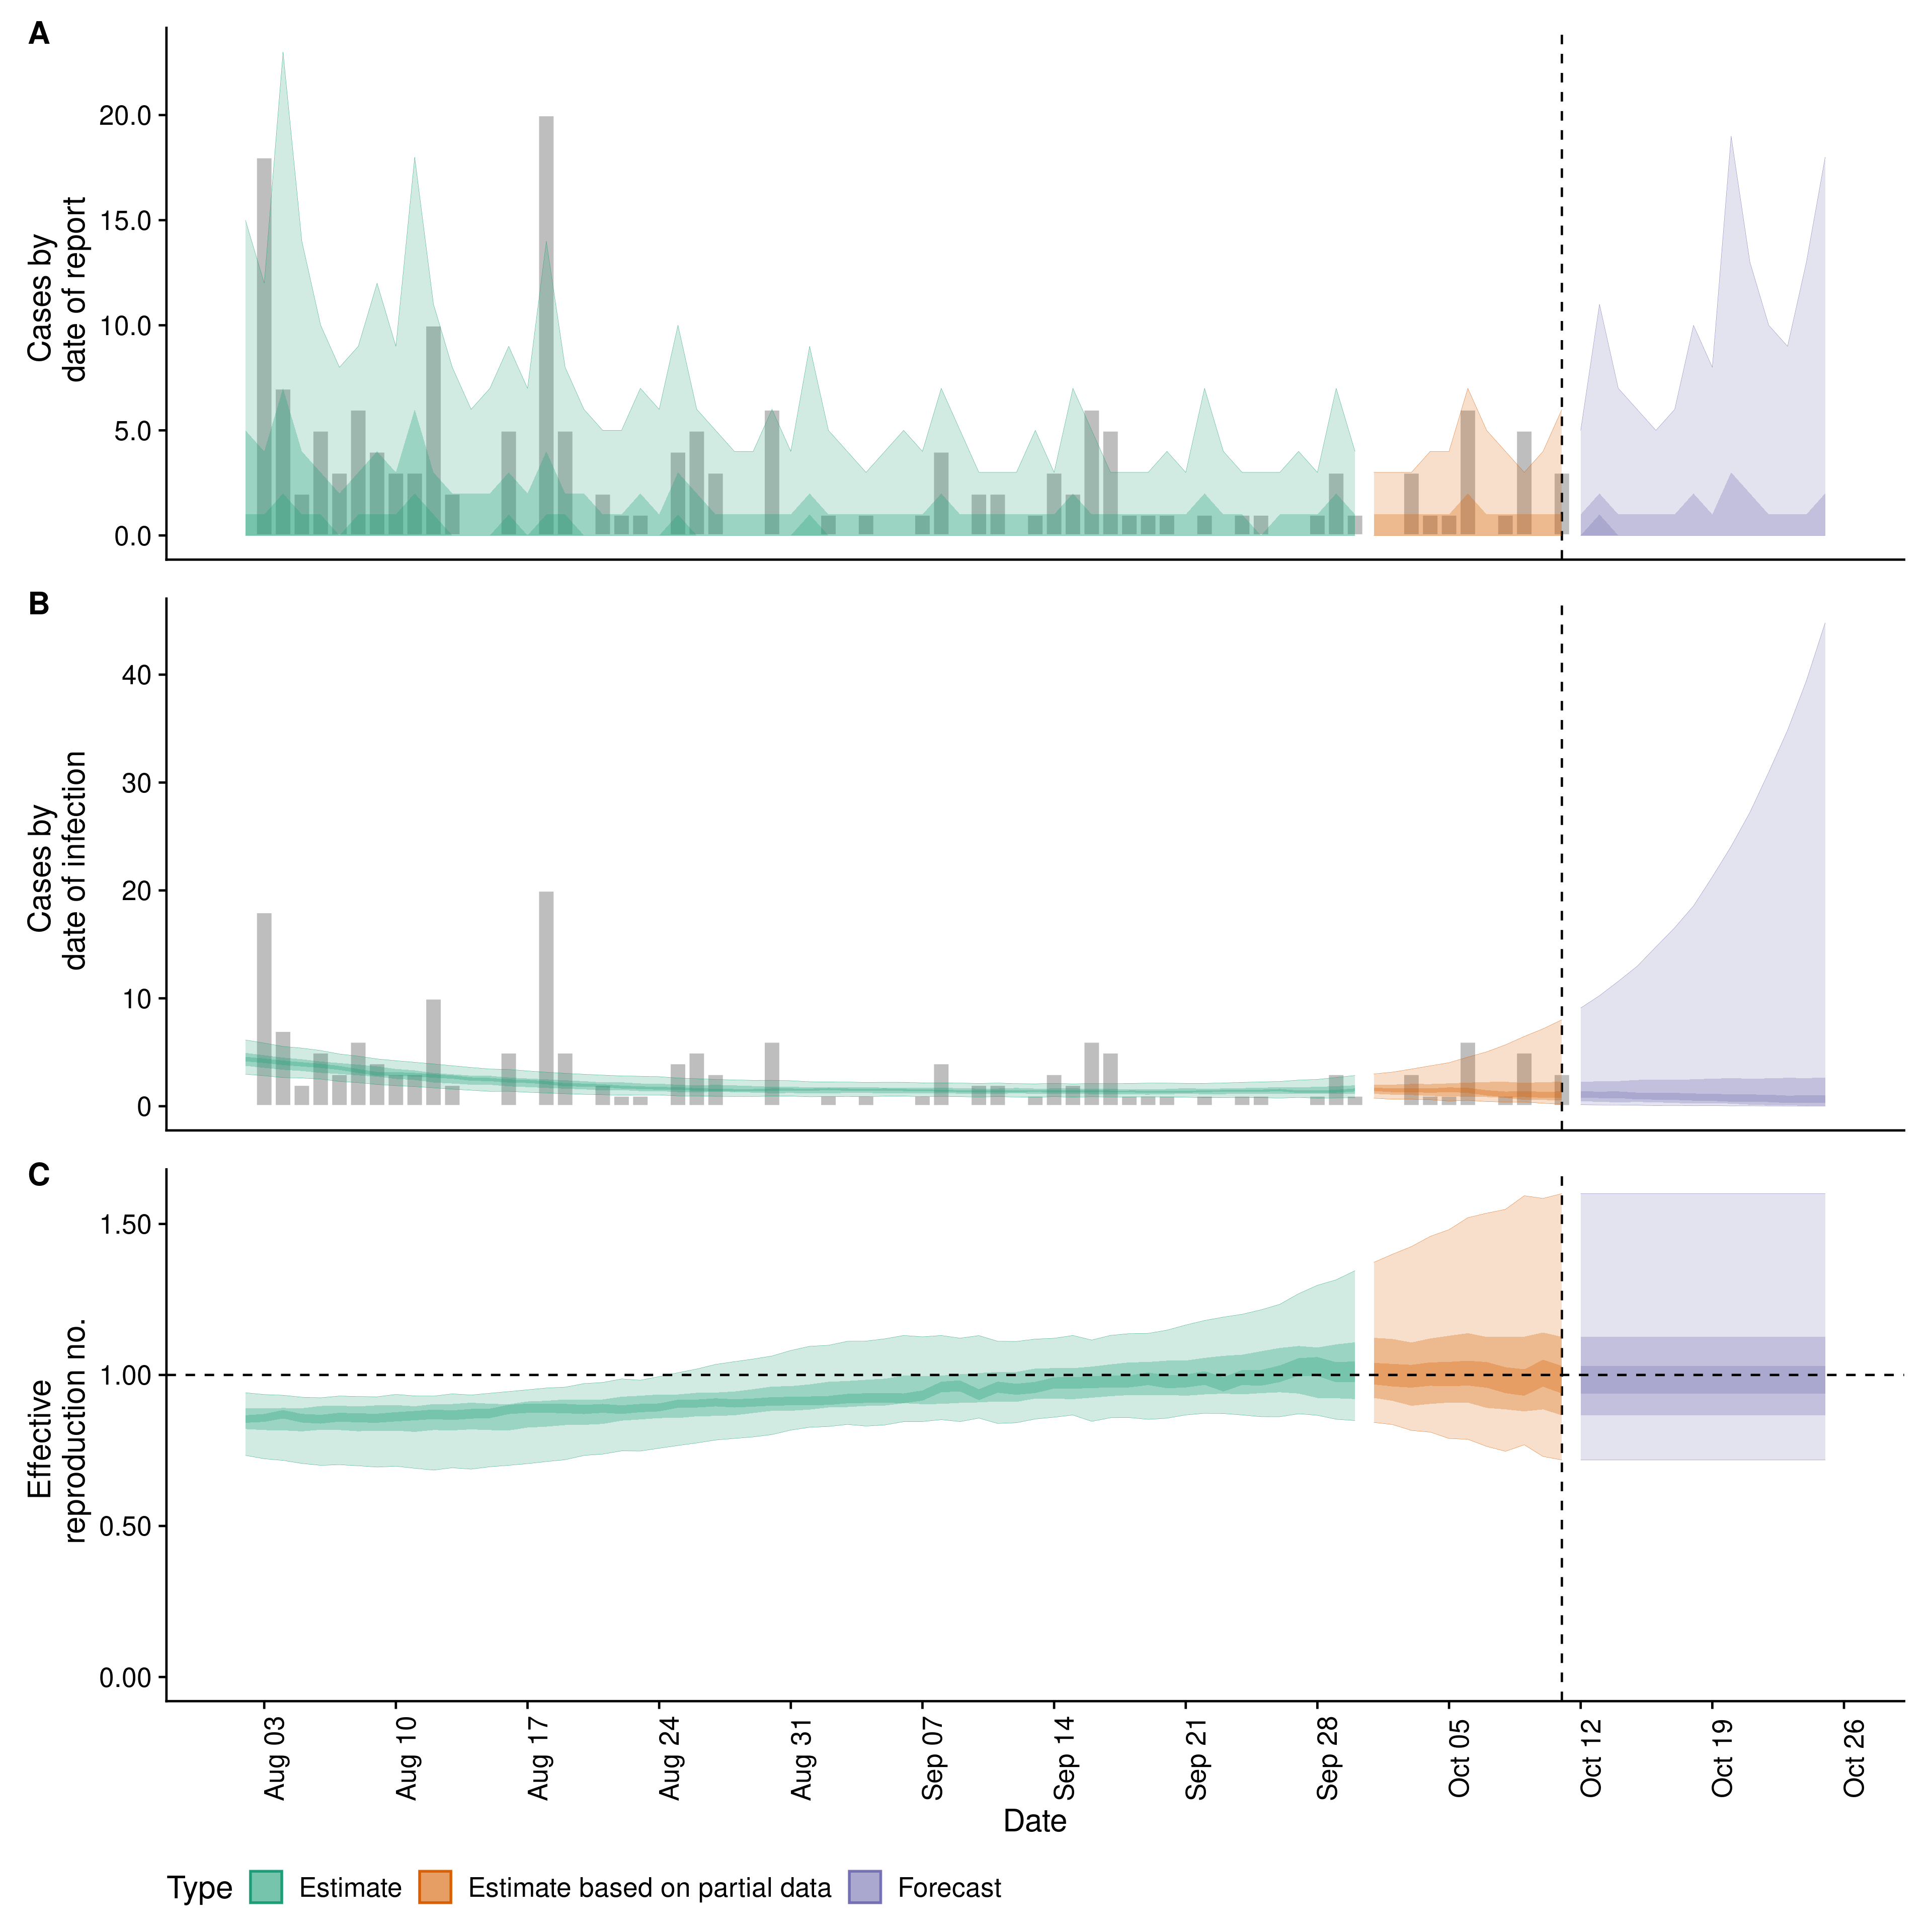 A
Cases by
date of report
20.0
15.0
10.0
5.0
0.0
B
Cases by
date of infection
40
30
20
10
0
C
Effective
reproduction no.
1.50
1.00
0.50
0.00
Aug 03
Aug 10
Aug 17
Aug 24
Aug 31
Sep 07
Sep 14
Sep 21
Sep 28
Oct 05
Oct 12
Oct 19
Oct 26
Date
Type Estimate Estimate based on partial data Forecast